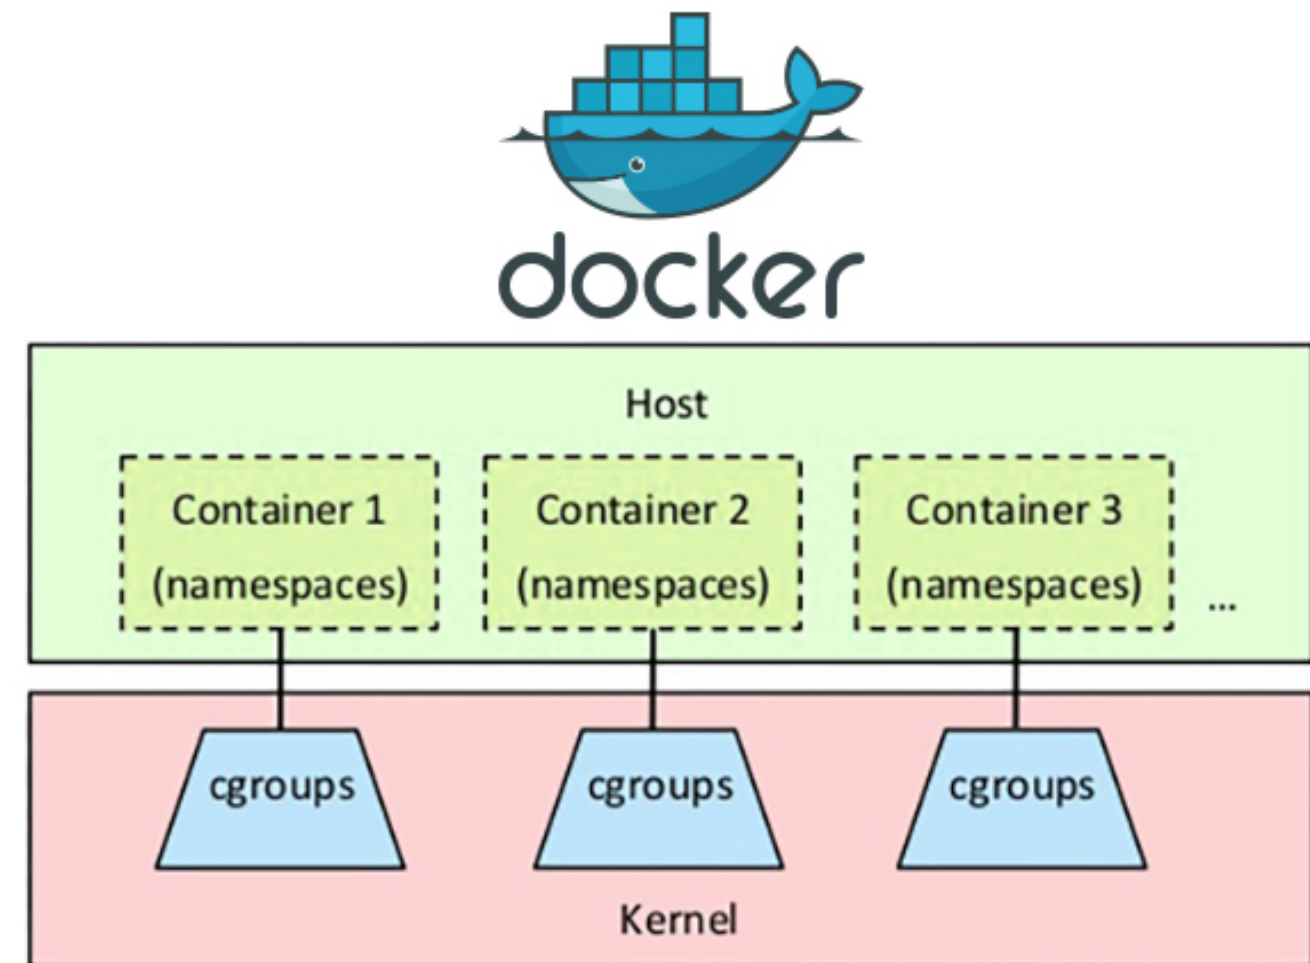 docker
Host
Container 1
(namespaces)
Container 2
(namespaces)
Container 3
(namespaces)
...
cgroups
cgroups
cgroups
Kernel